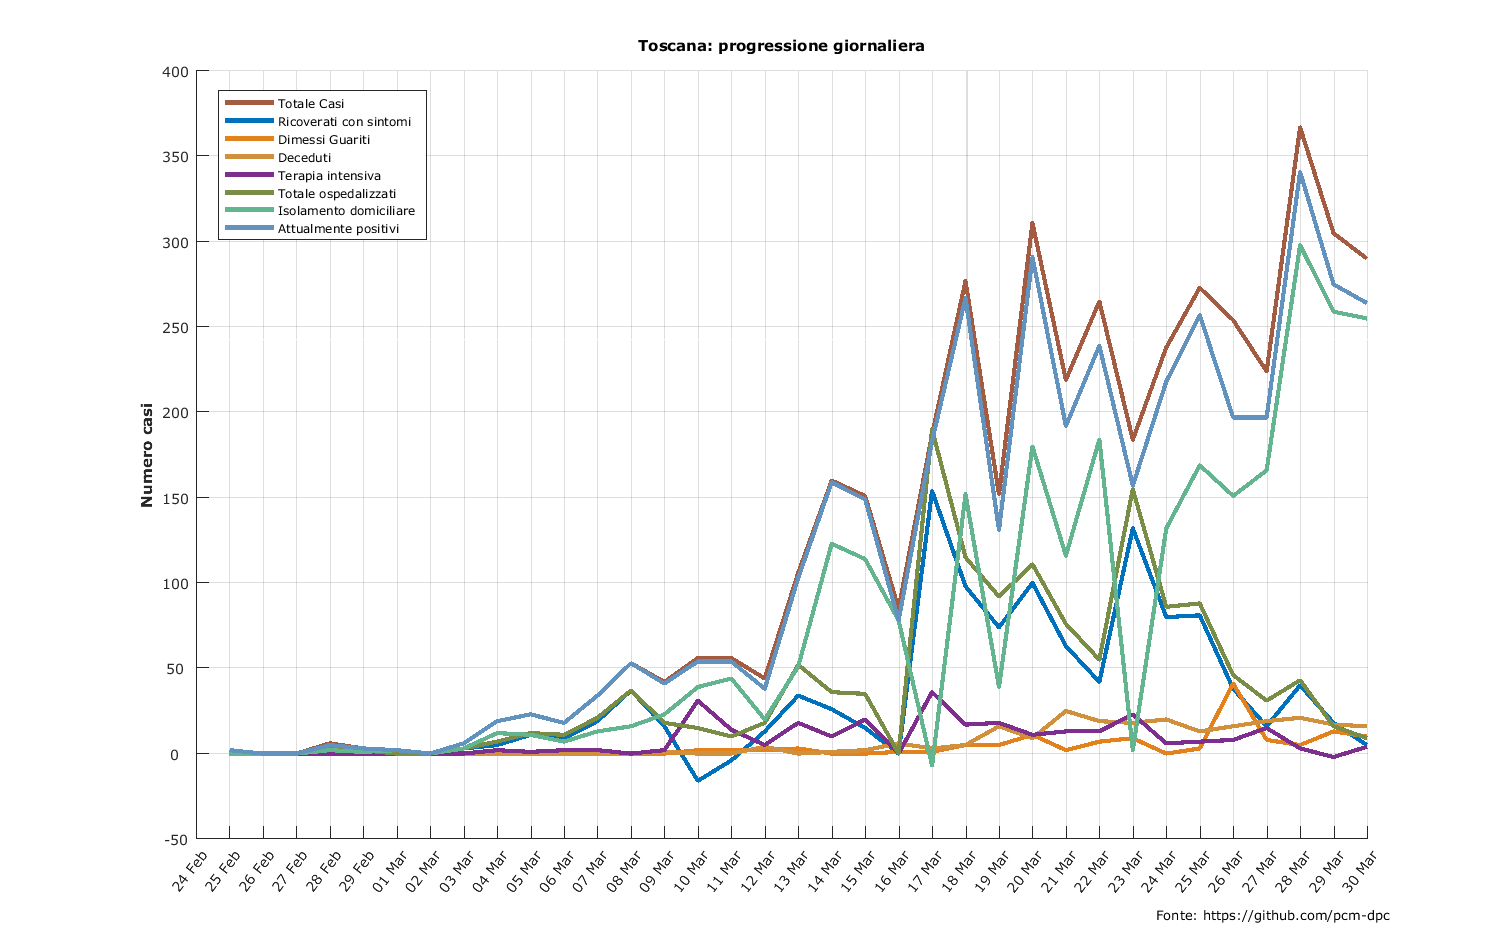 Toscana: progressione giornaliera
400
350
300
250
200
150
100
50
0
-50
Numero casi
Totale Casi
Ricoverati con sintomi
Dimessi Guariti
Deceduti
Terapia intensiva
Totale ospedalizzati
Isolamento domiciliare
Attualmente positivi
24 Feb
25 Feb
26 Feb
27 Feb
28 Feb
29 Feb
01 Mar
02 Mar
03 Mar
04 Mar
05 Mar
06 Mar
07 Mar
08 Mar
09 Mar
10 Mar
11 Mar
12 Mar
13 Mar
14 Mar
15 Mar
16 Mar
17 Mar
18 Mar
19 Mar
20 Mar
21 Mar
22 Mar
23 Mar
24 Mar
25 Mar
26 Mar
27 Mar
28 Mar
29 Mar
30 Mar
Fonte: https://github.com/pcm-dpc